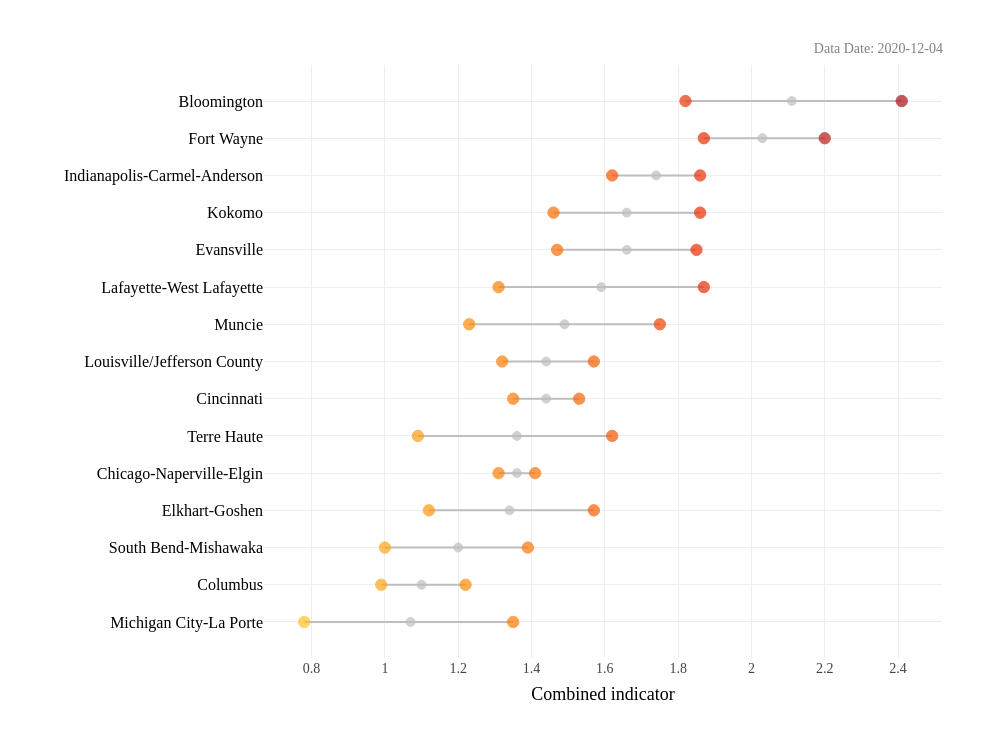 Data Date: 2020-12-04
Bloomington
Fort Wayne
Indianapolis-Carmel-Anderson
Kokomo
Evansville
Lafayette-West Lafayette
Muncie
Louisville/Jefferson County
Cincinnati
Terre Haute
Chicago-Naperville-Elgin
Elkhart-Goshen
South Bend-Mishawaka
Columbus
Michigan City-La Porte
0.8 1 1.2 1.4 1.6 1.8 2 2.2 2.4
Combined indicator